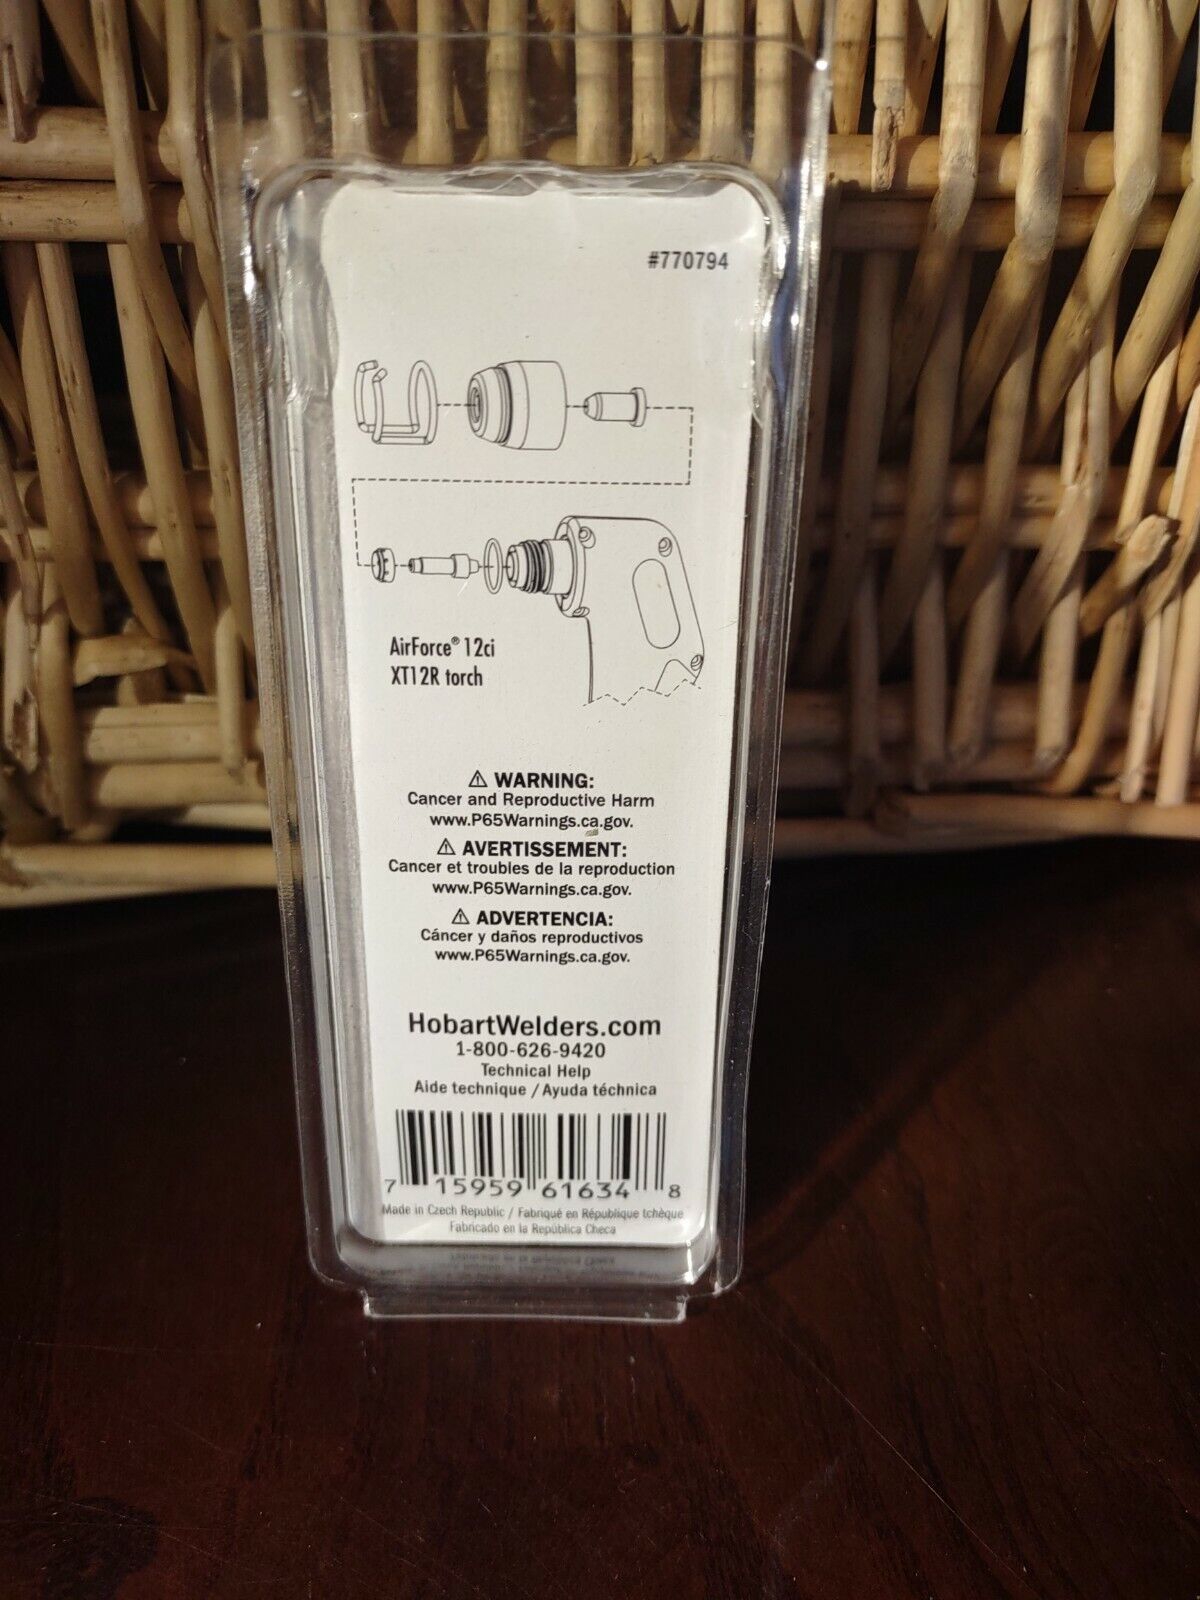 #770794
AirForce® 12ci
XT12R torch
⚠ WARNING:
Cancer and Reproductive Harm
www.P65Warnings.ca.gov.
⚠ AVERTISSEMENT:
Cancer et troubles de la reproduction
www.P65Warnings.ca.gov.
⚠ ADVERTENCIA:
Cáncer y daños reproductivos
www.P65Warnings.ca.gov.
HobartWelders.com
1-800-626-9420
Technical Help
Aide technique / Ayuda téchnica
7 15959 61634 8
Made in Czech Republic / Fabriqué en République tchèque
Fabricado en la República Checa